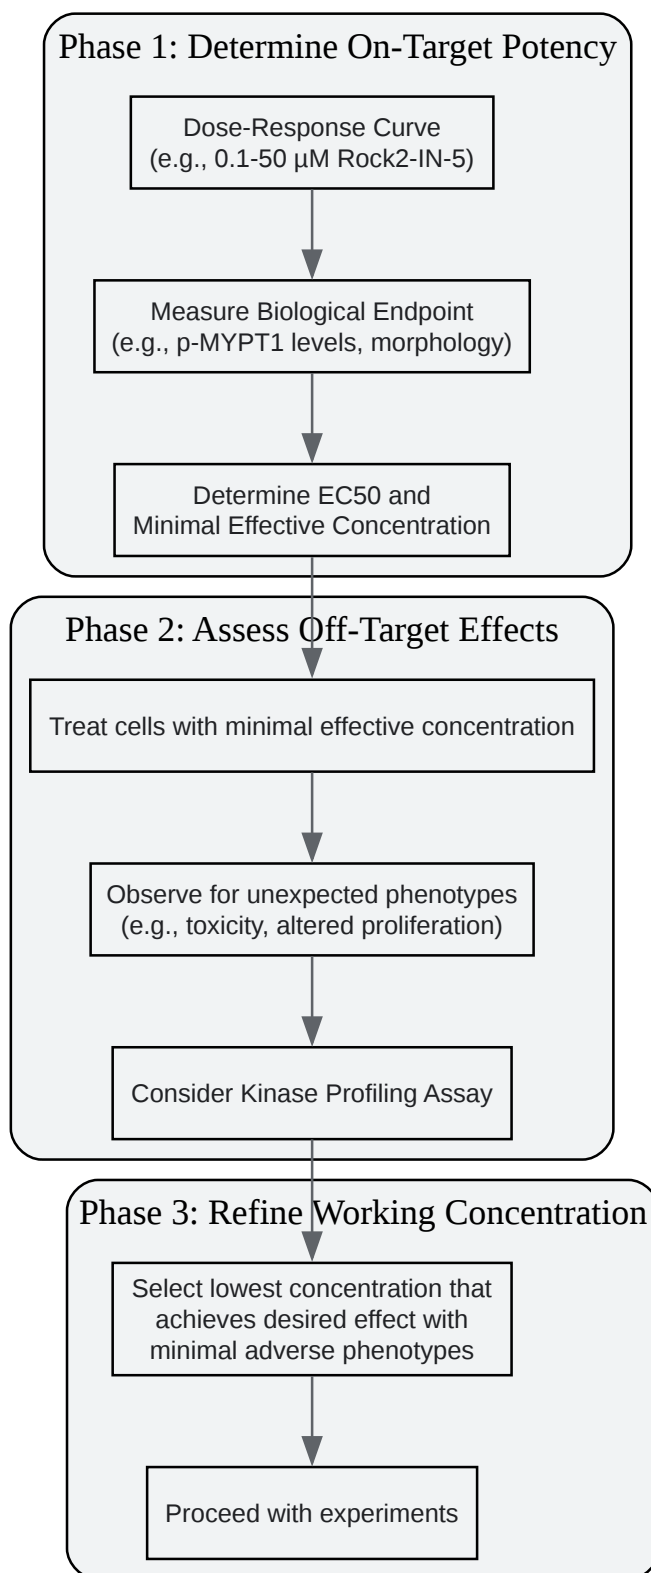 Phase 1: Determine On-Target Potency
Dose-Response Curve
(e.g., 0.1-50 µM Rock2-IN-5)
Measure Biological Endpoint
(e.g., p-MYPT1 levels, morphology)
Determine EC50 and
Minimal Effective Concentration
Phase 2: Assess Off-Target Effects
Treat cells with minimal effective concentration
Observe for unexpected phenotypes
(e.g., toxicity, altered proliferation)
Consider Kinase Profiling Assay
Phase 3: Refine Working Concentration
Select lowest concentration that
achieves desired effect with
minimal adverse phenotypes
Proceed with experiments